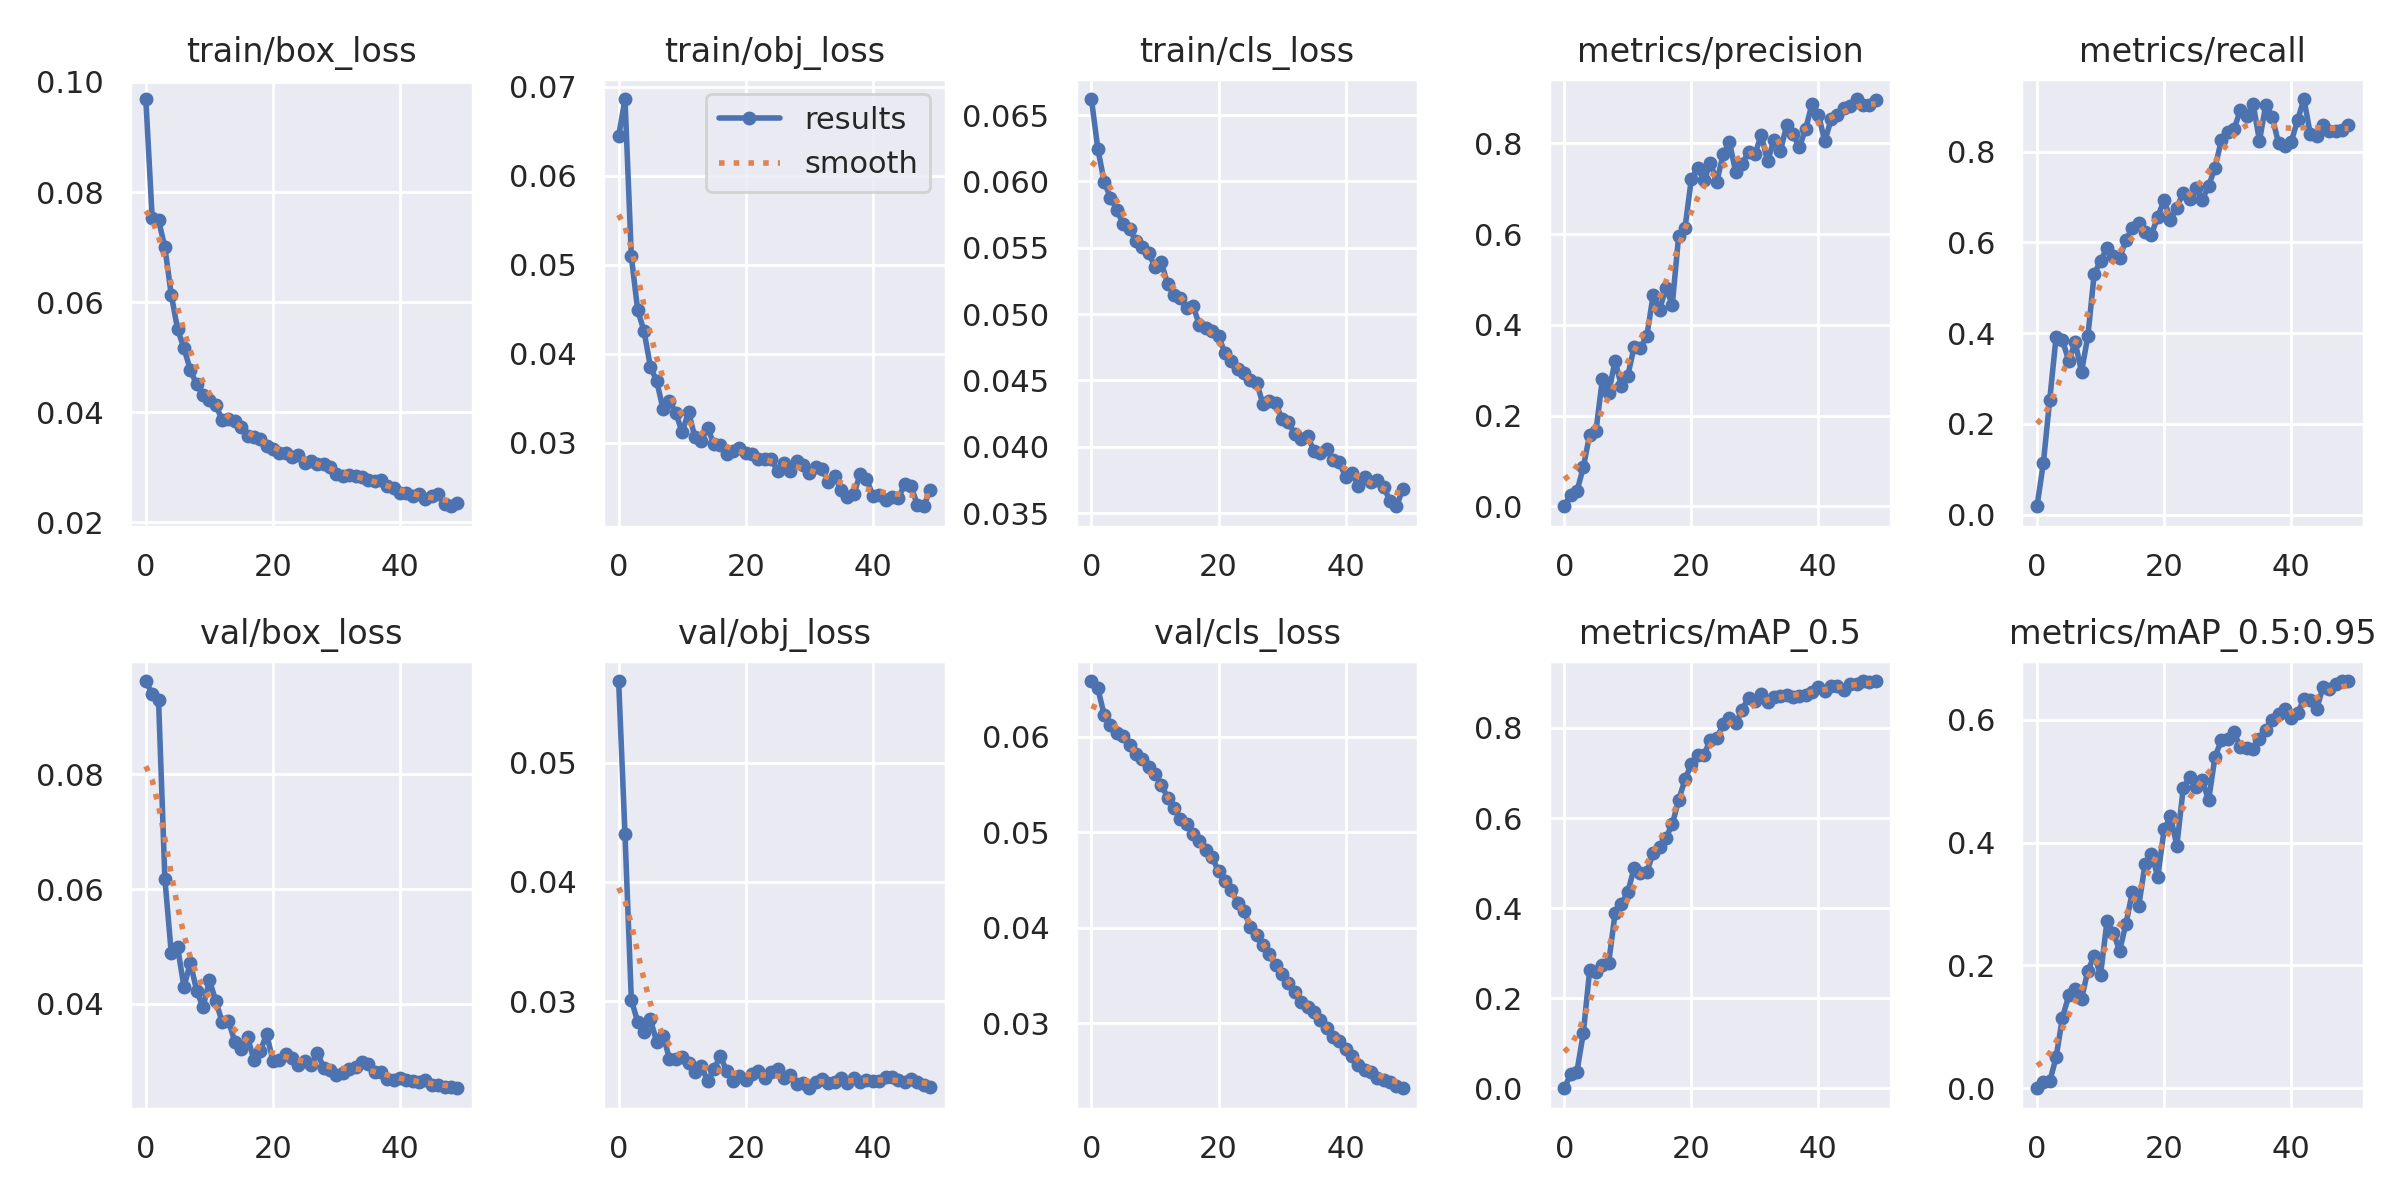 train/box_loss
0.10
0.08
0.06
0.04
0.02
0 20 40
train/obj_loss
results
smooth
0.07
0.06
0.05
0.04
0.03
0 20 40
train/cls_loss
0.065
0.060
0.055
0.050
0.045
0.040
0.035
0 20 40
metrics/precision
0.8
0.6
0.4
0.2
0.0
0 20 40
metrics/recall
0.8
0.6
0.4
0.2
0.0
0 20 40
val/box_loss
0.08
0.06
0.04
0 20 40
val/obj_loss
0.05
0.04
0.03
0 20 40
val/cls_loss
0.06
0.05
0.04
0.03
0 20 40
metrics/mAP_0.5
0.8
0.6
0.4
0.2
0.0
0 20 40
metrics/mAP_0.5:0.95
0.6
0.4
0.2
0.0
0 20 40